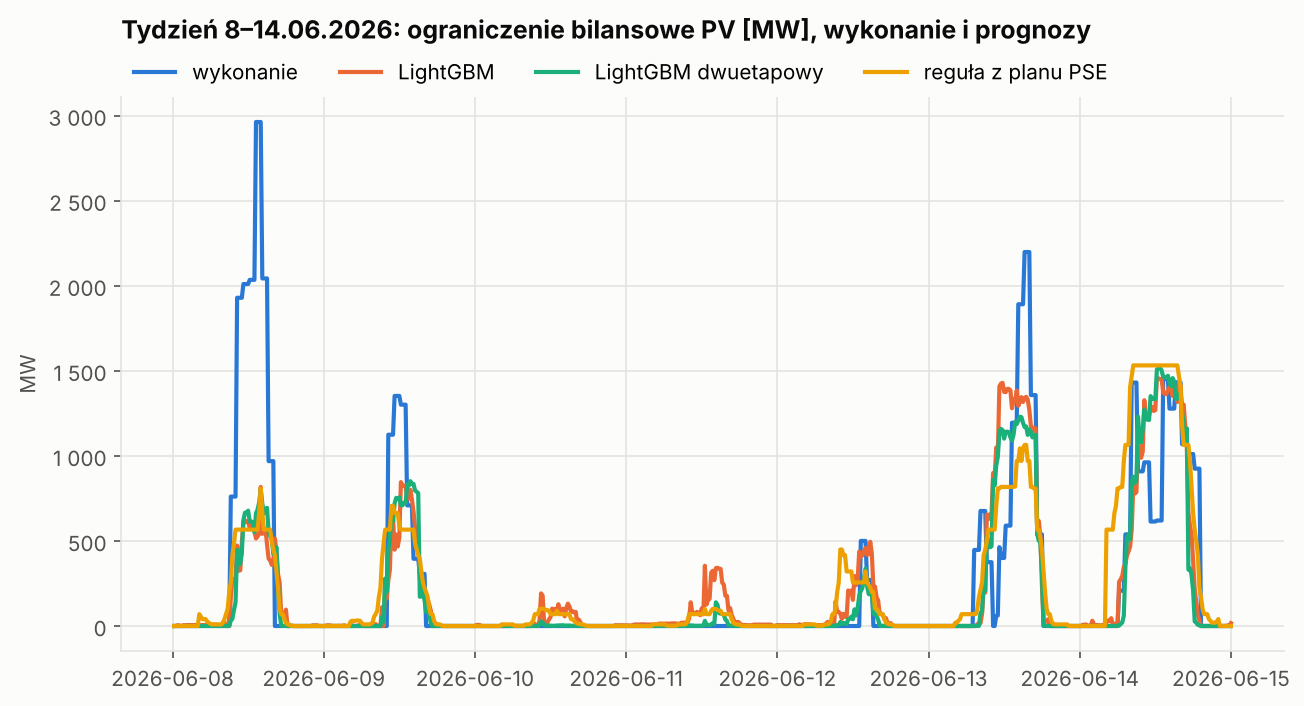 Tydzień 8–14.06.2026: ograniczenie bilansowe PV [MW], wykonanie i prognozy
wykonanie LightGBM LightGBM dwuetapowy reguła z planu PSE
3 000
2 500
2 000
1 500
1 000
500
0
MW
2026-06-08 2026-06-09 2026-06-10 2026-06-11 2026-06-12 2026-06-13 2026-06-14 2026-06-15